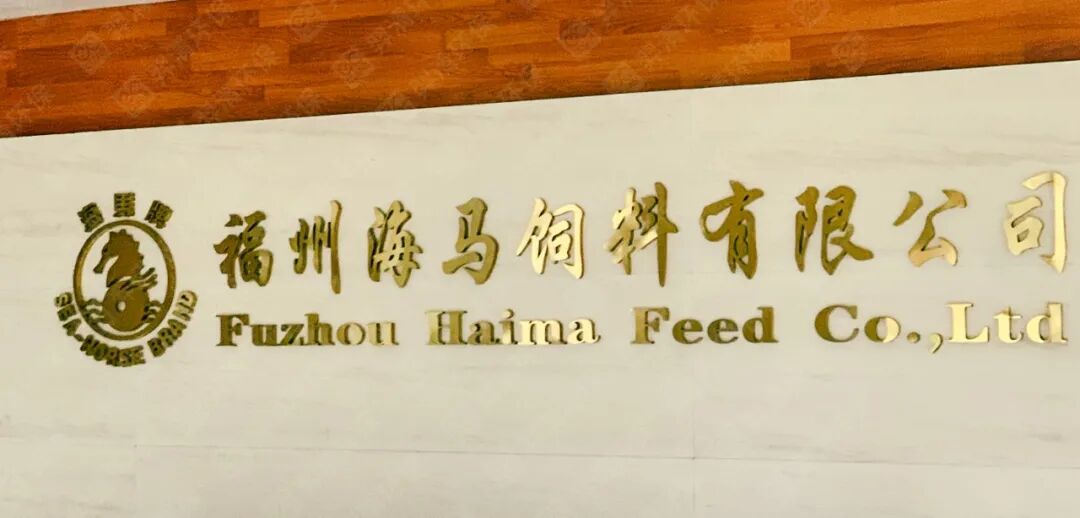 海马牌
SEA-HORSE BRAND
福州海马饲料有限公司
Fuzhou Haima Feed Co.,Ltd